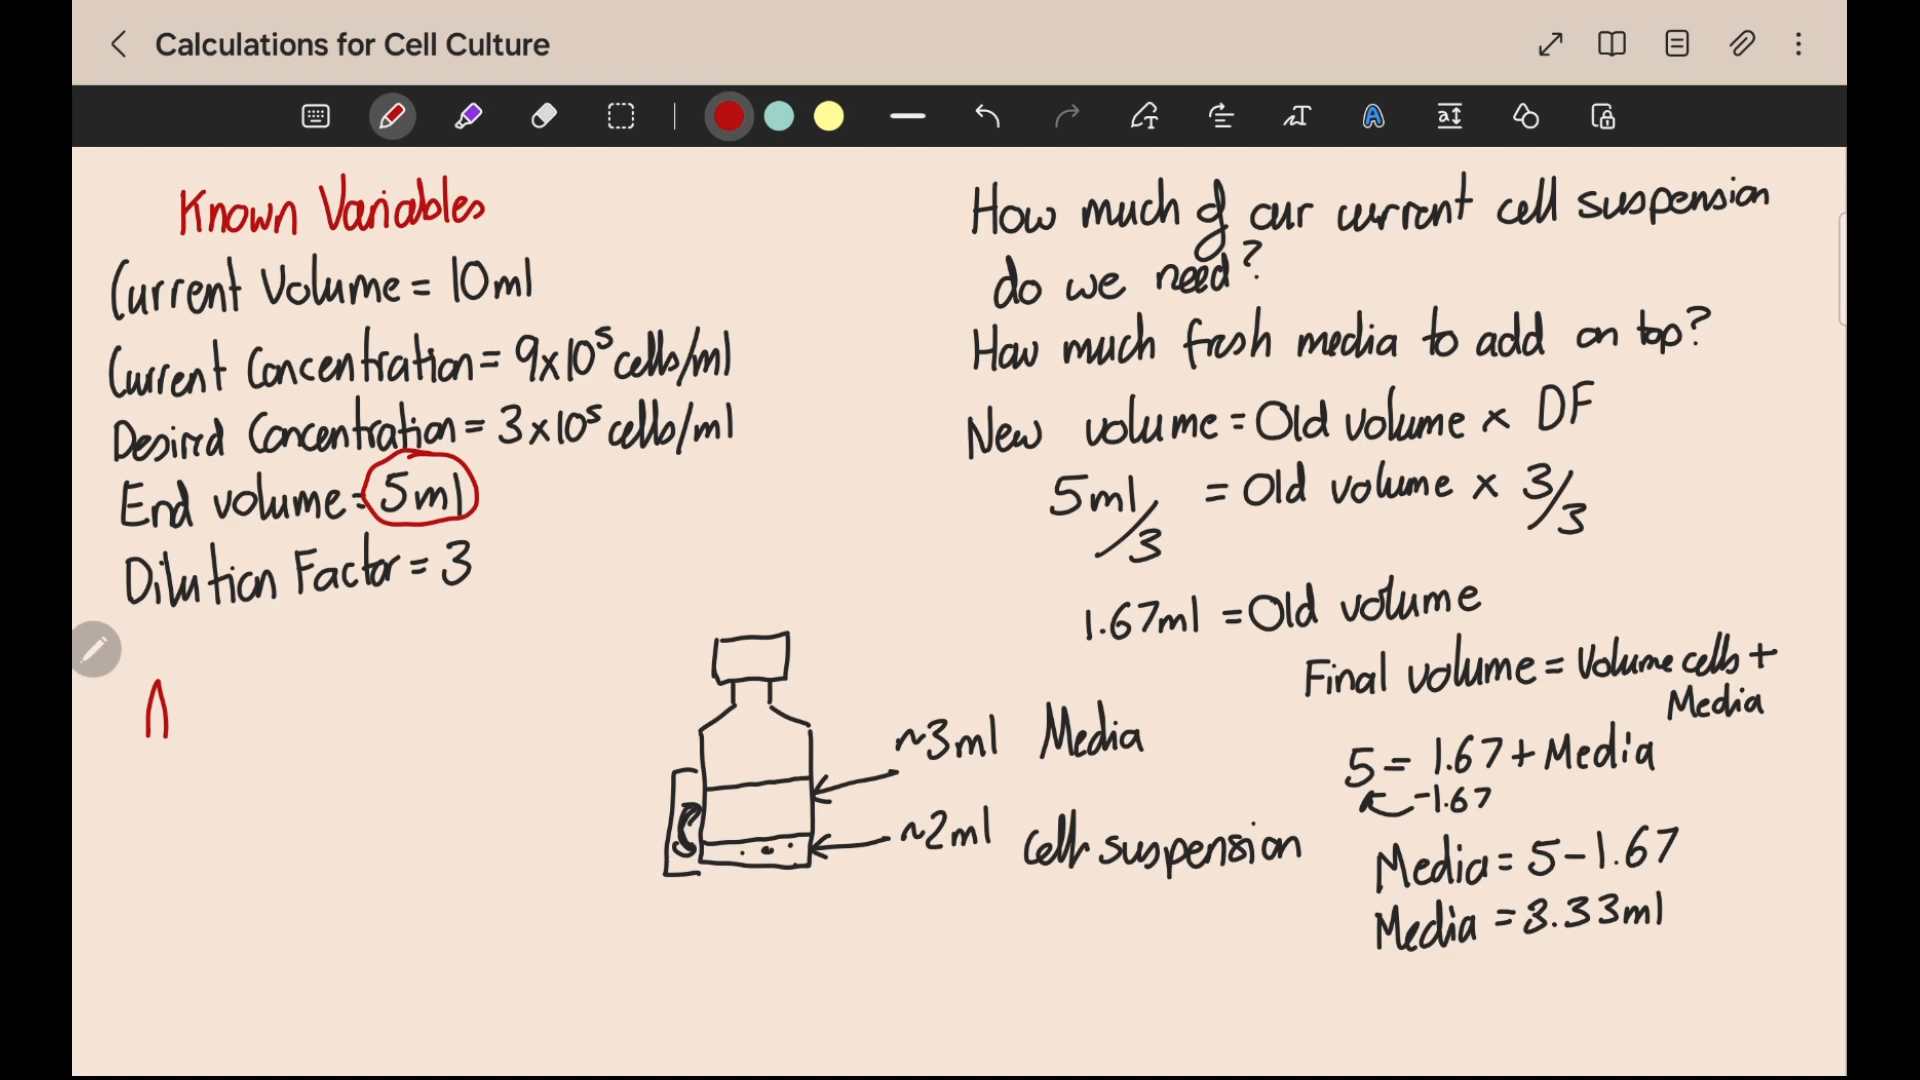 Calculations for Cell Culture
Known Variables
Current Volume = 10ml
Current Concentration = 9x10⁵ cells/ml
Desired Concentration = 3x10⁵ cells/ml
End volume = 5ml
Dilution Factor = 3
How much of our current cell suspension
do we need?
How much fresh media to add on top?
New volume = Old volume x DF
5ml/3 = Old volume x 3/3
1.67ml = Old volume
Final volume = Volume cells +
Media
5 = 1.67 + Media
-1.67
Media = 5 - 1.67
Media = 3.33ml
~3ml Media
~2ml cell suspension